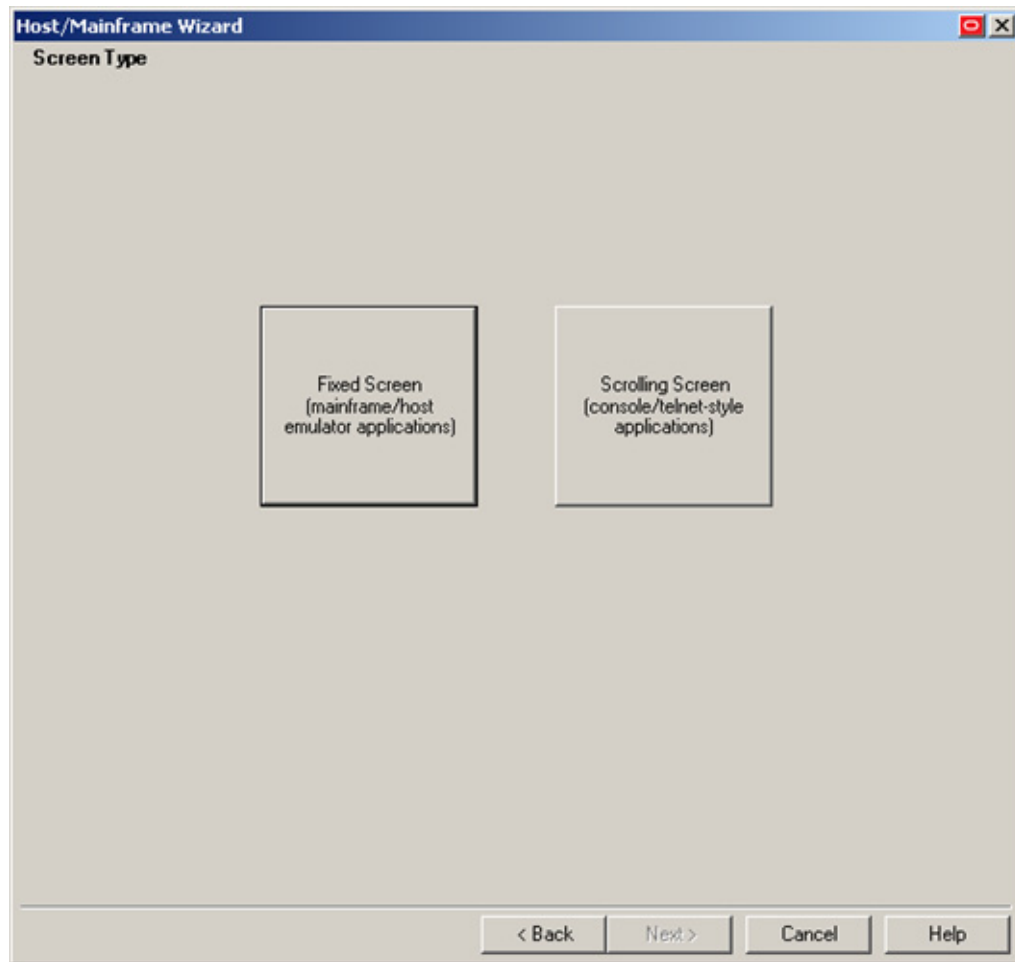 Host/Mainframe Wizard
Screen Type
Fixed Screen
(mainframe/host
emulator applications)
Scrolling Screen
(console/telnet-style
applications)
< Back
Next >
Cancel
Help